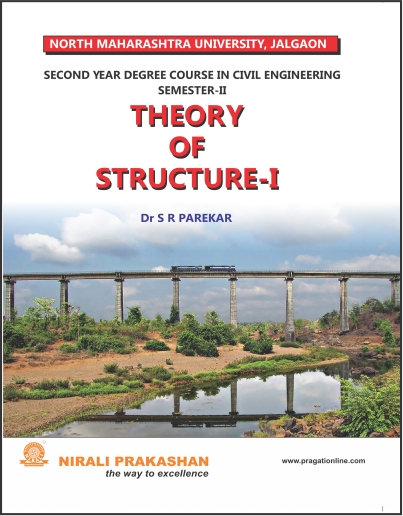 NORTH MAHARASHTRA UNIVERSITY, JALGAON
SECOND YEAR DEGREE COURSE IN CIVIL ENGINEERING
SEMESTER-II
THEORY
OF
STRUCTURE-I
Dr S R PAREKAR
NIRALI PRAKASHAN
the way to excellence
www.pragationline.com